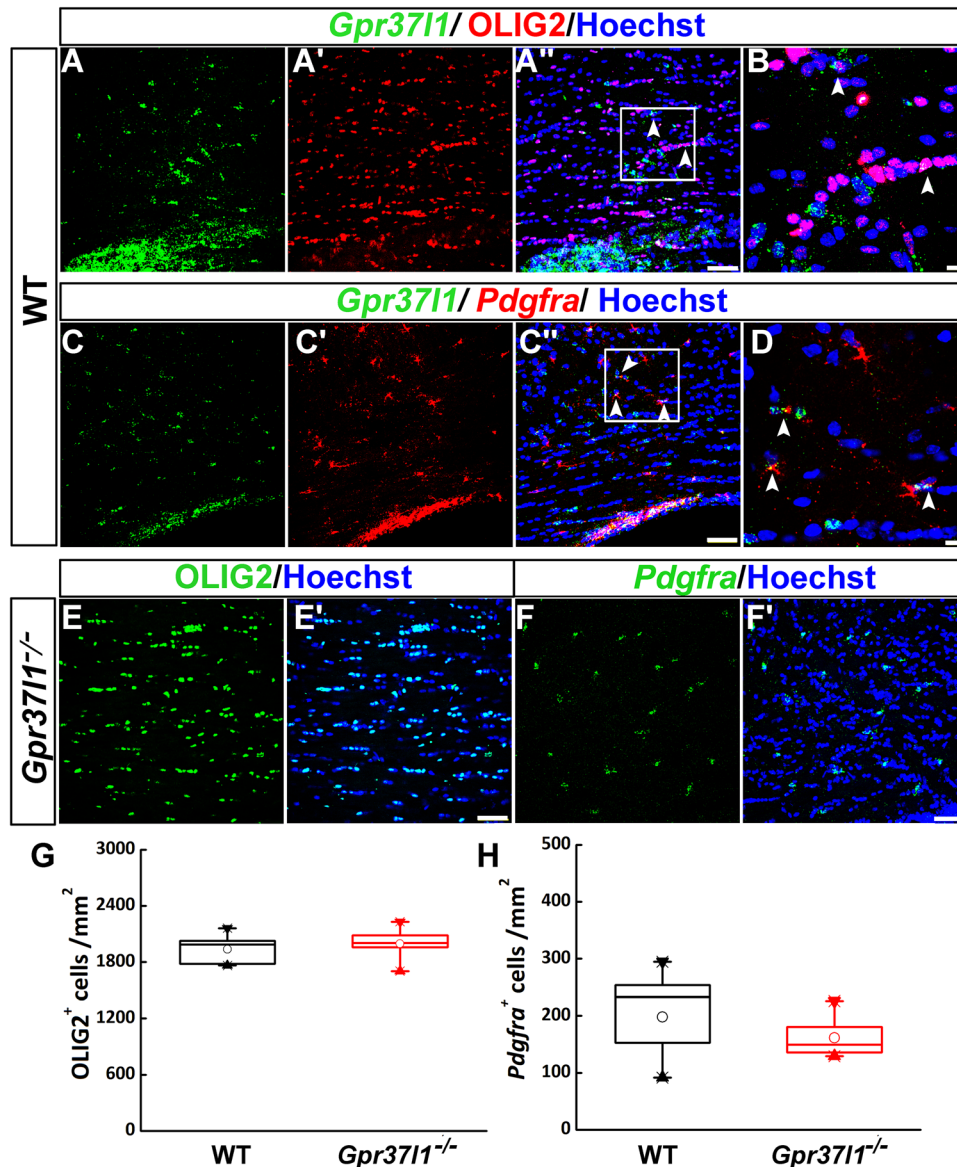 Gpr37l1/ OLIG2/Hoechst
WT
A A' A" B
Gpr37l1/ Pdgfra/ Hoechst
C C' C" D
OLIG2/Hoechst Pdgfra/Hoechst
Gpr37l1-/-
E E' F F'
G
OLIG2+ cells /mm2
3000
2400
1800
1200
600
0
WT Gpr37l1-/-
H
Pdgfra+ cells /mm2
500
400
300
200
100
0
WT Gpr37l1-/-